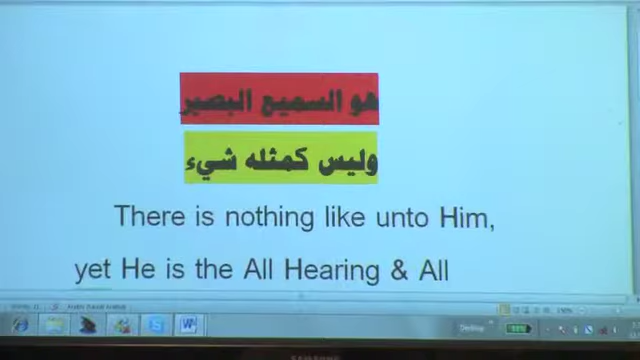 هو السميع البصير
وليس كمثله شيء
There is nothing like unto Him,
yet He is the All Hearing & All
Desktop